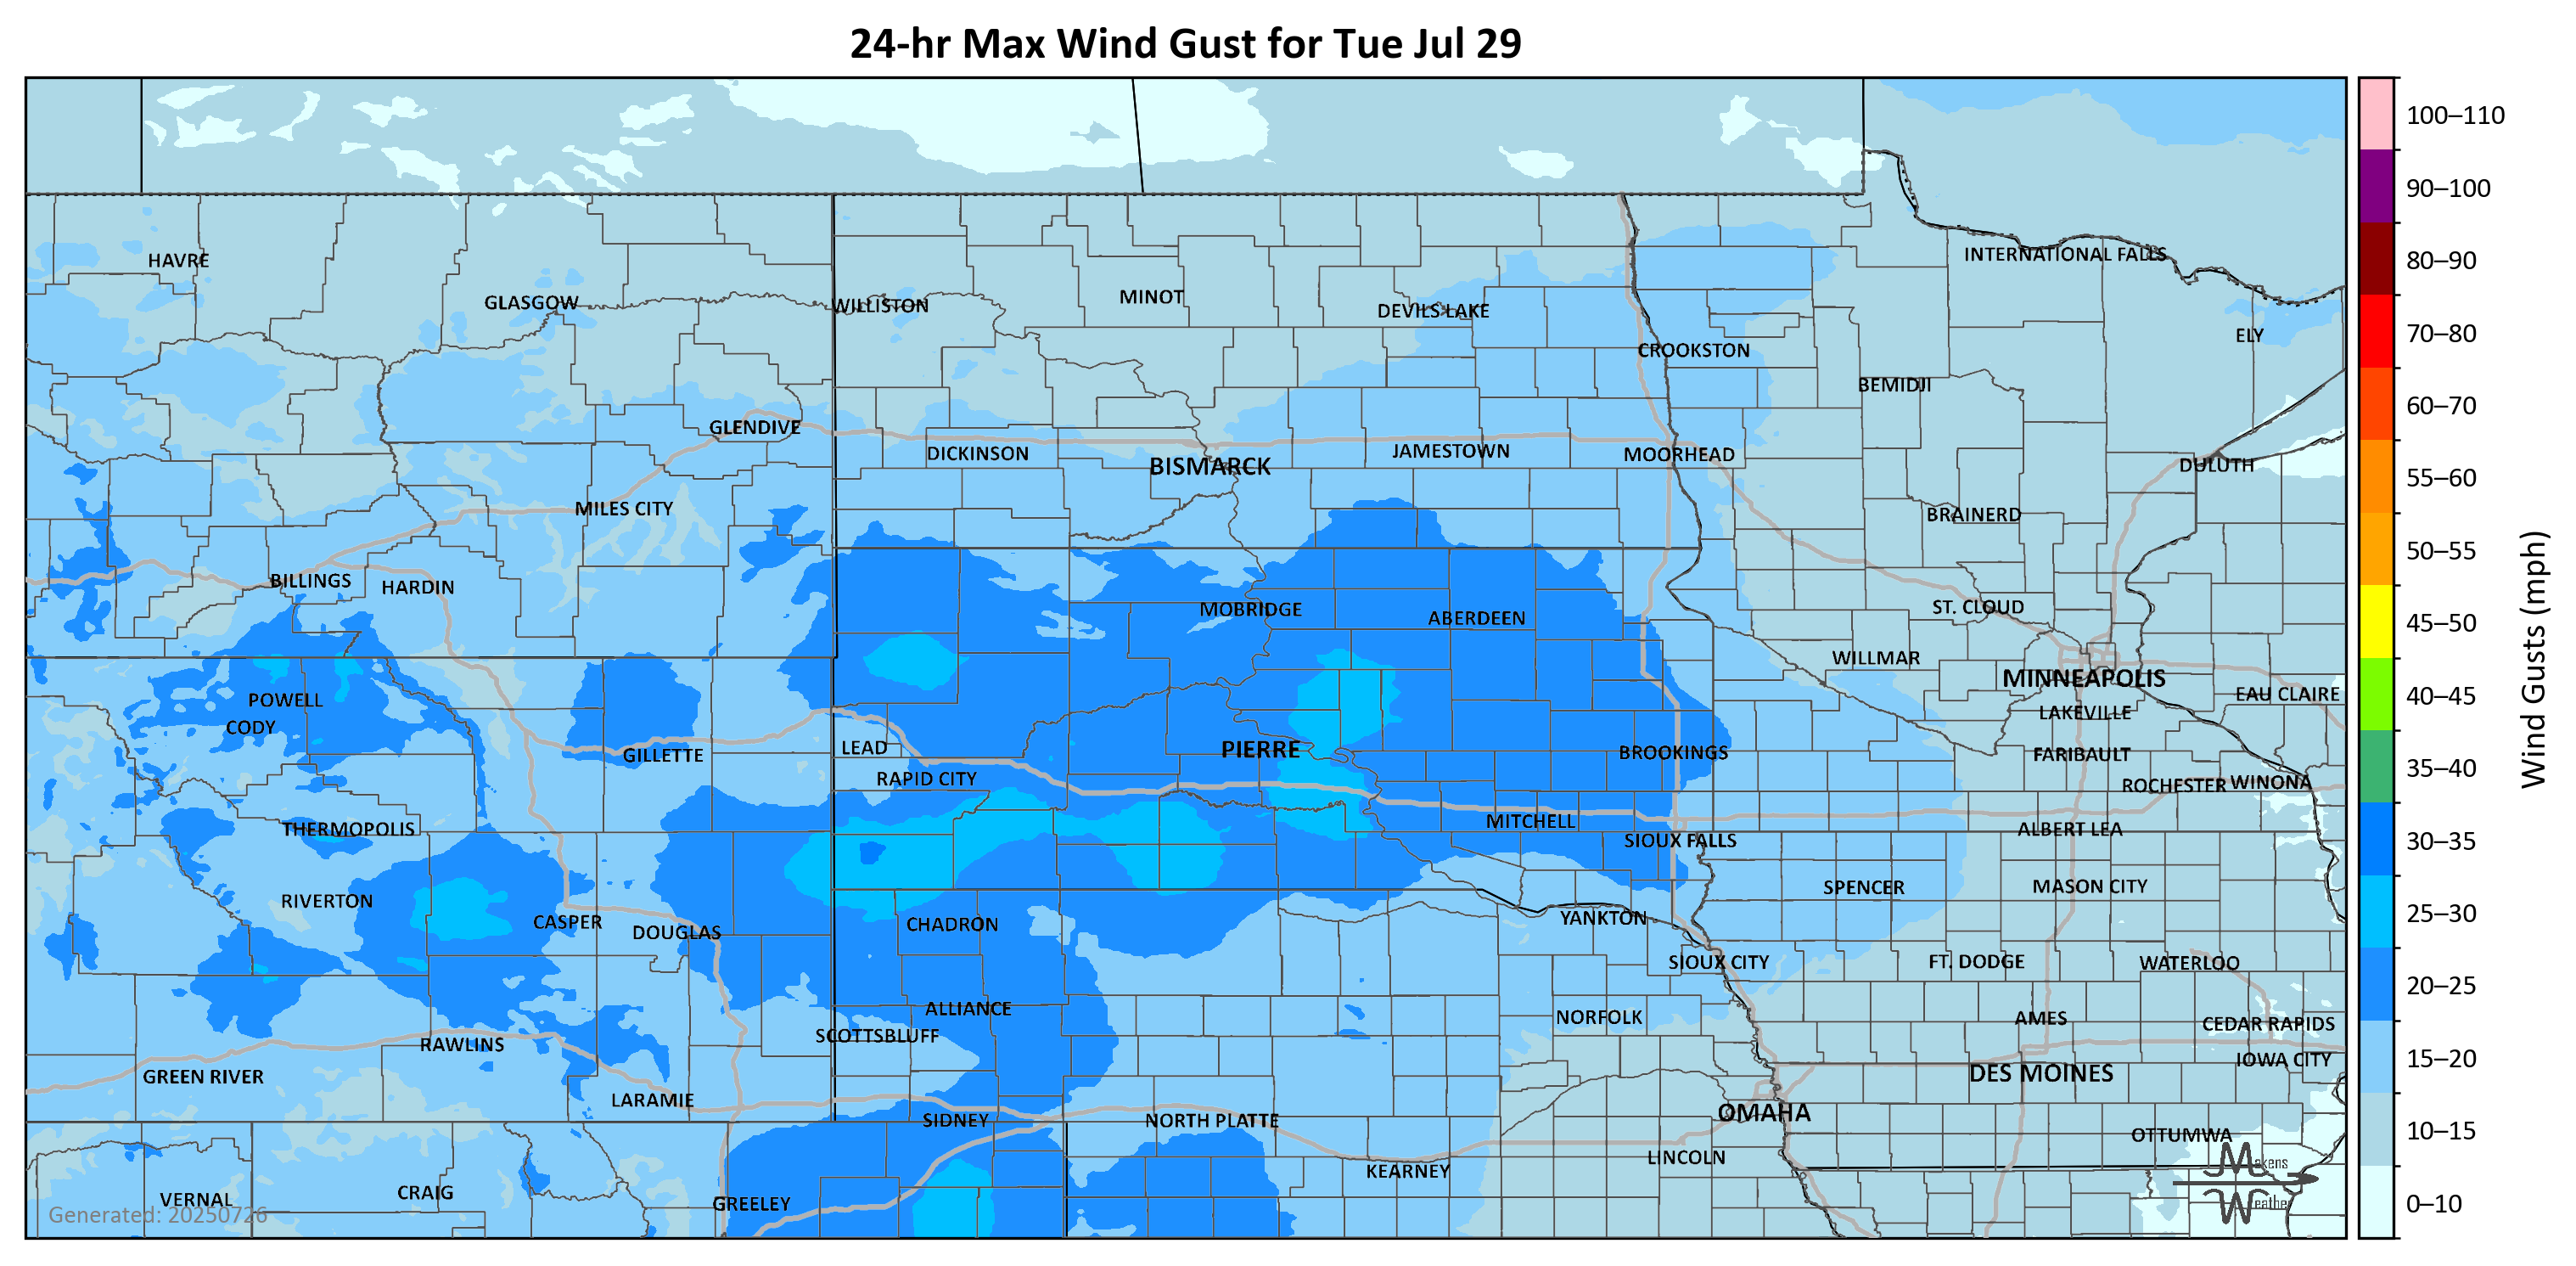 24-hr Max Wind Gust for Tue Jul 29
HAVRE
GLASGOW
WILLISTON
MINOT
DEVILS LAKE
INTERNATIONAL FALLS
ELY
CROOKSTON
BEMIDJI
GLENDIVE
DICKINSON
BISMARCK
JAMESTOWN
MOORHEAD
DULUTH
MILES CITY
BRAINERD
BILLINGS
HARDIN
MOBRIDGE
ABERDEEN
ST. CLOUD
WILLMAR
MINNEAPOLIS
EAU CLAIRE
POWELL
CODY
LAKEVILLE
GILLETTE
LEAD
PIERRE
BROOKINGS
FARIBAULT
RAPID CITY
ROCHESTER
WINONA
THERMOPOLIS
MITCHELL
SIOUX FALLS
ALBERT LEA
RIVERTON
CASPER
DOUGLAS
CHADRON
YANKTON
SPENCER
MASON CITY
SIOUX CITY
FT. DODGE
WATERLOO
ALLIANCE
SCOTTSBLUFF
NORFOLK
AMES
CEDAR RAPIDS
RAWLINS
IOWA CITY
GREEN RIVER
DES MOINES
LARAMIE
SIDNEY
NORTH PLATTE
OMAHA
OTTUMWA
KEARNEY
LINCOLN
VERNAL
CRAIG
GREELEY
Generated: 20250726
Makens
Weather
100–110
90–100
80–90
70–80
60–70
55–60
50–55
45–50
40–45
35–40
30–35
25–30
20–25
15–20
10–15
0–10
Wind Gusts (mph)